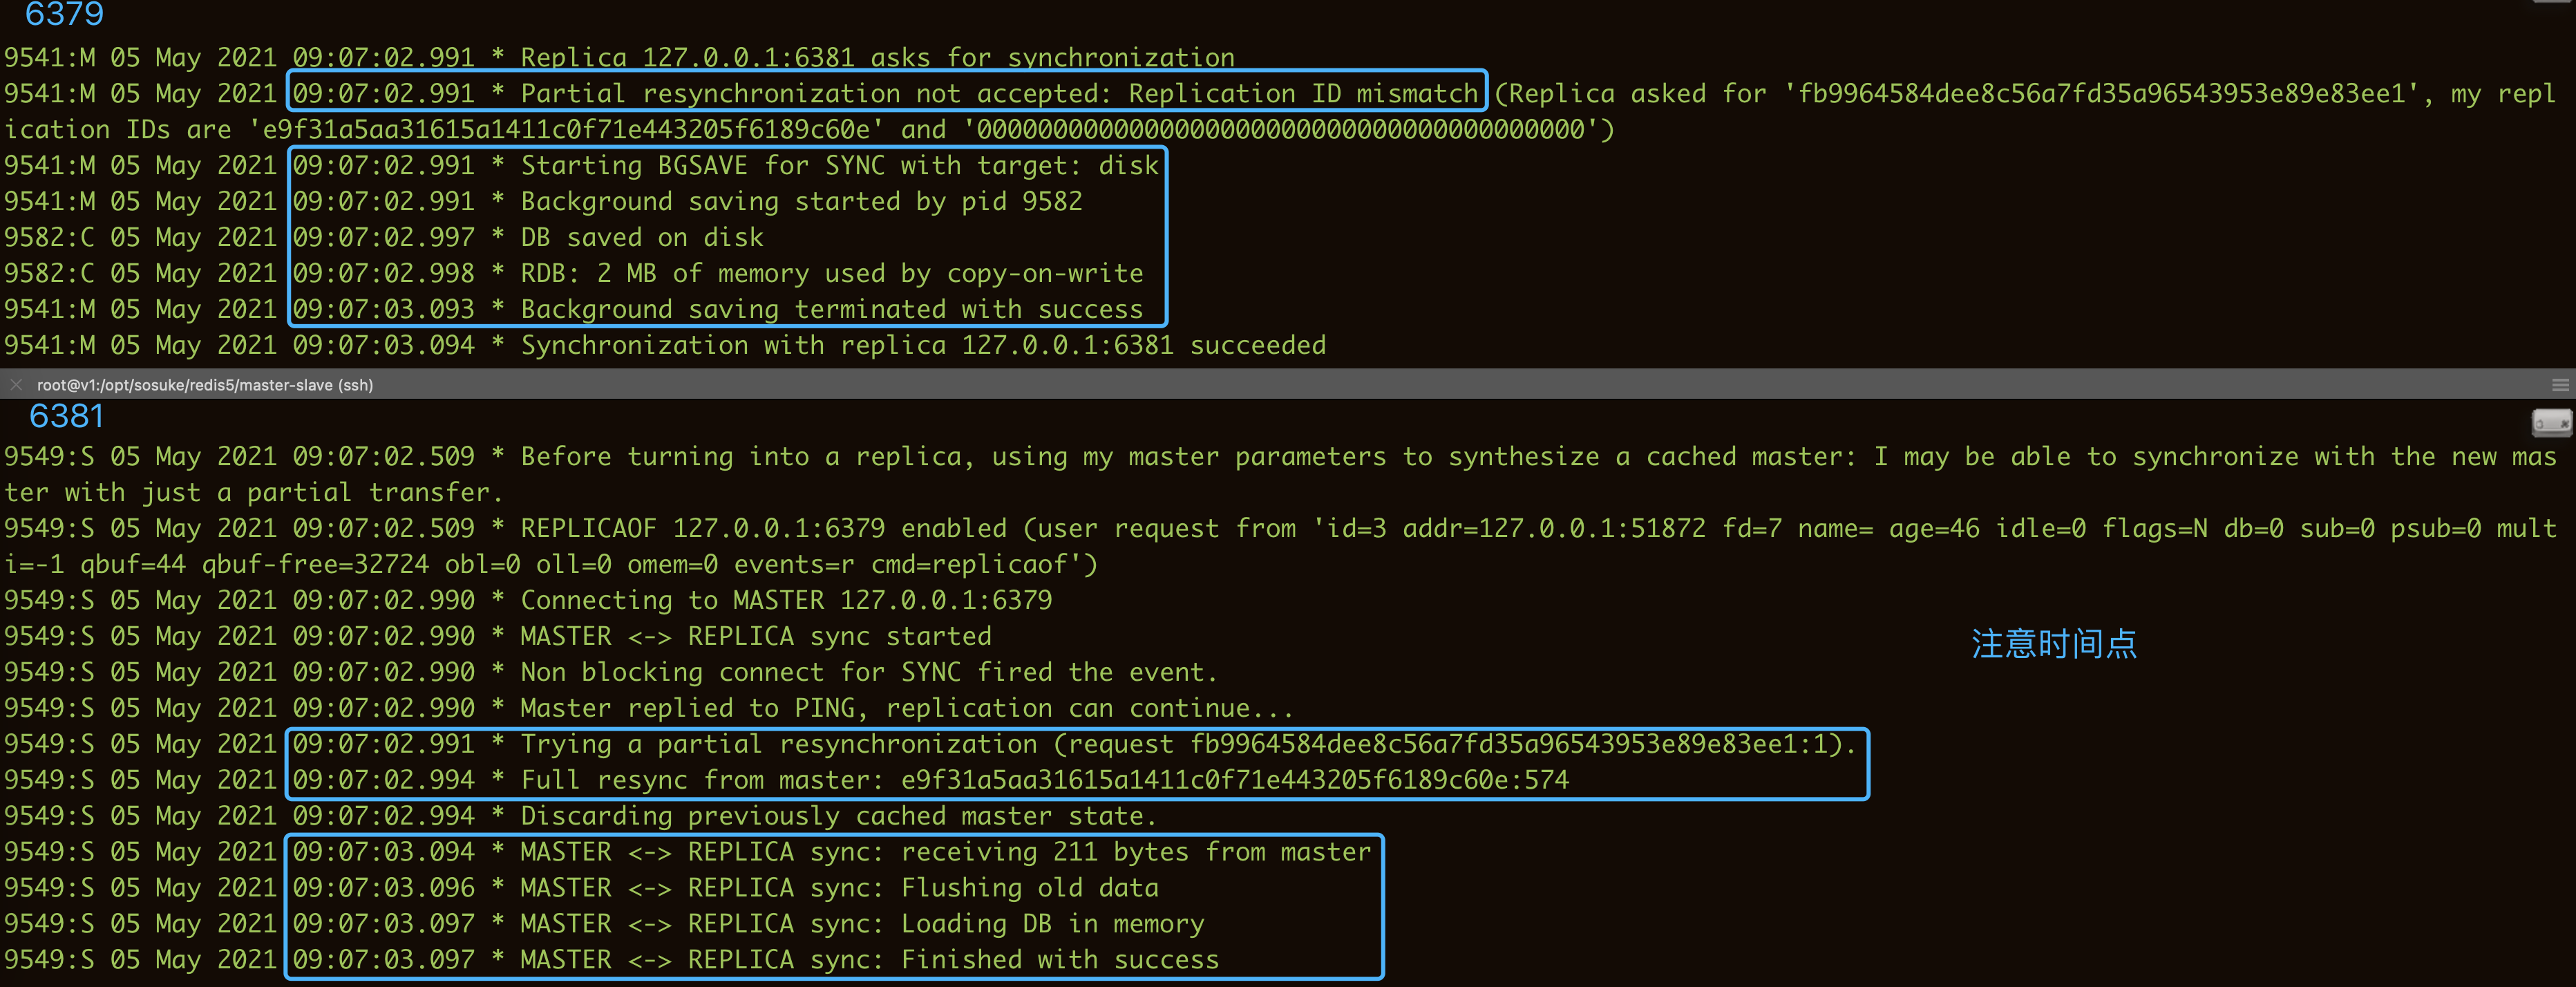 6379
9541:M 05 May 2021 09:07:02.991 * Replica 127.0.0.1:6381 asks for synchronization
9541:M 05 May 2021 09:07:02.991 * Partial resynchronization not accepted: Replication ID mismatch (Replica asked for 'fb9964584dee8c56a7fd35a96543953e89e83ee1', my repl
ication IDs are 'e9f31a5aa31615a1411c0f71e443205f6189c60e' and '0000000000000000000000000000000000000000')
9541:M 05 May 2021 09:07:02.991 * Starting BGSAVE for SYNC with target: disk
9541:M 05 May 2021 09:07:02.991 * Background saving started by pid 9582
9582:C 05 May 2021 09:07:02.997 * DB saved on disk
9582:C 05 May 2021 09:07:02.998 * RDB: 2 MB of memory used by copy-on-write
9541:M 05 May 2021 09:07:03.093 * Background saving terminated with success
9541:M 05 May 2021 09:07:03.094 * Synchronization with replica 127.0.0.1:6381 succeeded
root@v1:/opt/sosuke/redis5/master-slave (ssh)
6381
9549:S 05 May 2021 09:07:02.509 * Before turning into a replica, using my master parameters to synthesize a cached master: I may be able to synchronize with the new mas
ter with just a partial transfer.
9549:S 05 May 2021 09:07:02.509 * REPLICAOF 127.0.0.1:6379 enabled (user request from 'id=3 addr=127.0.0.1:51872 fd=7 name= age=46 idle=0 flags=N db=0 sub=0 psub=0 mult
i=-1 qbuf=44 qbuf-free=32724 obl=0 oll=0 omem=0 events=r cmd=replicaof')
9549:S 05 May 2021 09:07:02.990 * Connecting to MASTER 127.0.0.1:6379
9549:S 05 May 2021 09:07:02.990 * MASTER <-> REPLICA sync started
注意时间点
9549:S 05 May 2021 09:07:02.990 * Non blocking connect for SYNC fired the event.
9549:S 05 May 2021 09:07:02.990 * Master replied to PING, replication can continue...
9549:S 05 May 2021 09:07:02.991 * Trying a partial resynchronization (request fb9964584dee8c56a7fd35a96543953e89e83ee1:1).
9549:S 05 May 2021 09:07:02.994 * Full resync from master: e9f31a5aa31615a1411c0f71e443205f6189c60e:574
9549:S 05 May 2021 09:07:02.994 * Discarding previously cached master state.
9549:S 05 May 2021 09:07:03.094 * MASTER <-> REPLICA sync: receiving 211 bytes from master
9549:S 05 May 2021 09:07:03.096 * MASTER <-> REPLICA sync: Flushing old data
9549:S 05 May 2021 09:07:03.097 * MASTER <-> REPLICA sync: Loading DB in memory
9549:S 05 May 2021 09:07:03.097 * MASTER <-> REPLICA sync: Finished with success